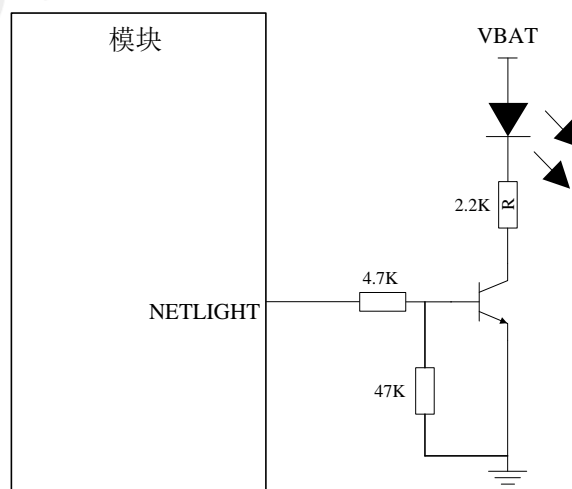 模块
VBAT
2.2K
R
4.7K
NETLIGHT
47K